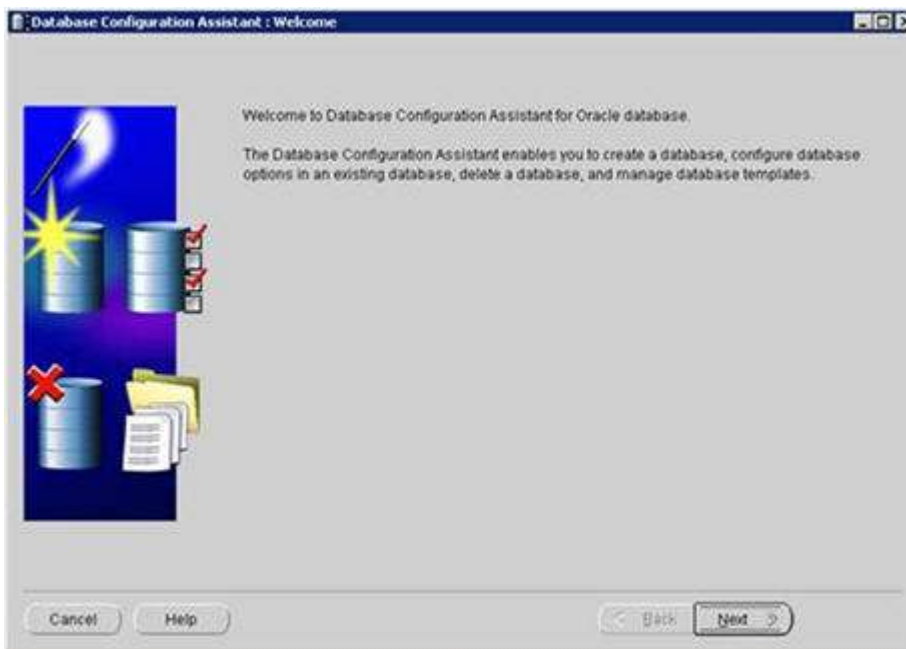 Database Configuration Assistant : Welcome
Welcome to Database Configuration Assistant for Oracle database.
The Database Configuration Assistant enables you to create a database, configure database
options in an existing database, delete a database, and manage database templates.
Cancel
Help
Back
Next